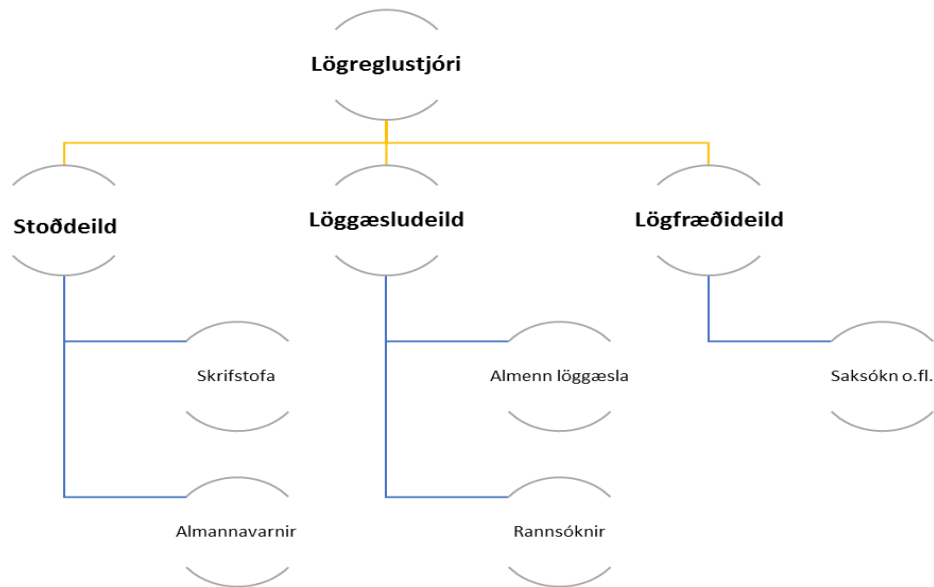 Lögreglustjóri
Stoðdeild
Löggæsludeild
Lögfræðideild
Skrifstofa
Almenn löggæsla
Saksókn o.fl.
Almannavarnir
Rannsóknir